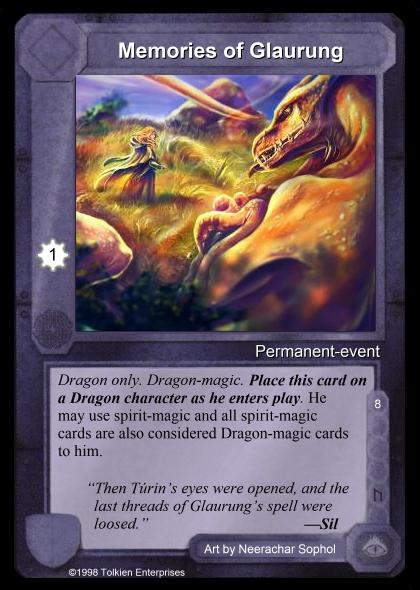 Memories of Glaurung
1
Permanent-event
Dragon only. Dragon-magic. Place this card on
a Dragon character as he enters play. He
may use spirit-magic and all spirit-magic
cards are also considered Dragon-magic cards
to him.
8
“Then Túrin’s eyes were opened, and the
last threads of Glaurung’s spell were
loosed.” —Sil
Art by Neerachar Sophol
©1998 Tolkien Enterprises